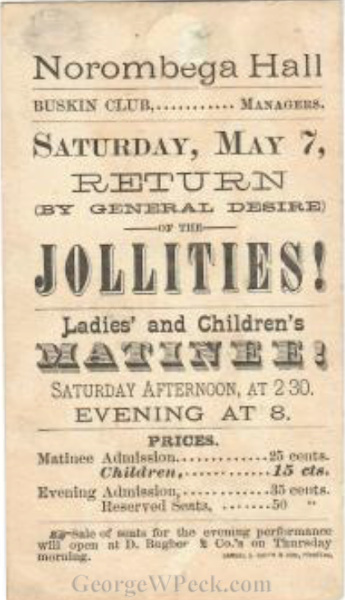 Norombega Hall
BUSKIN CLUB,........... MANAGERS.
SATURDAY, MAY 7,
RETURN
(BY GENERAL DESIRE)
OF THE
JOLLITIES!
Ladies' and Children's
MATINEE!
SATURDAY AFTERNOON, AT 2 30.
EVENING AT 8.
PRICES.
Matinee Admission..........25 cents.
Children,............15 cts.
Evening Admission,..........35 cents.
Reserved Seats, .......50 "
Sale of seats for the evening performance
will open at D. Bugbee & Co.'s on Thursday
morning.
GeorgeWPeck.com